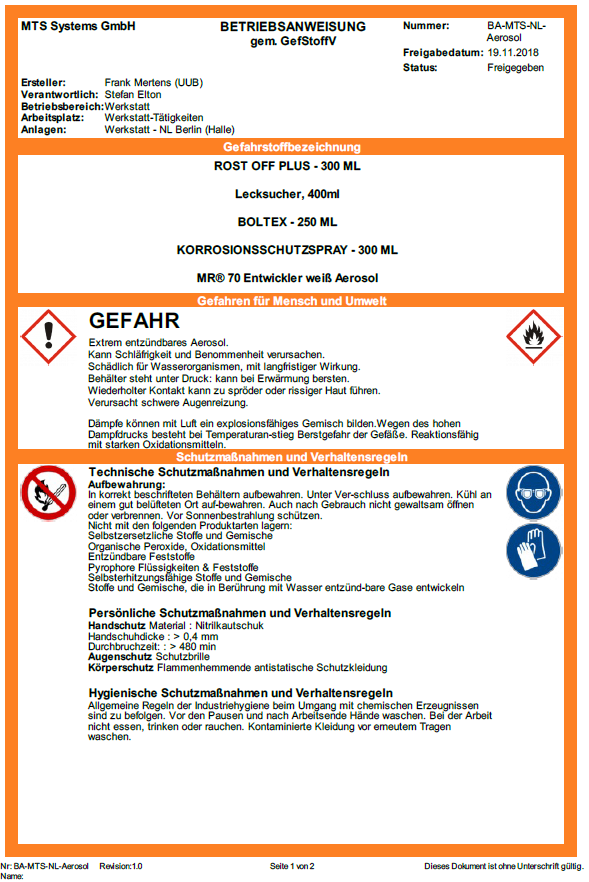 MTS Systems GmbH
BETRIEBSANWEISUNG
gem. GefStoffV
Nummer: BA-MTS-NL-
Aerosol
Freigabedatum: 19.11.2018
Status: Freigegeben
Ersteller: Frank Mertens (UUB)
Verantwortlich: Stefan Elton
Betriebsbereich: Werkstatt
Arbeitsplatz: Werkstatt-Tätigkeiten
Anlagen: Werkstatt - NL Berlin (Halle)
Gefahrstoffbezeichnung
ROST OFF PLUS - 300 ML
Lecksucher, 400ml
BOLTEX - 250 ML
KORROSIONSSCHUTZSPRAY - 300 ML
MR® 70 Entwickler weiß Aerosol
Gefahren für Mensch und Umwelt
GEFAHR
Extrem entzündbares Aerosol.
Kann Schläfrigkeit und Benommenheit verursachen.
Schädlich für Wasserorganismen, mit langfristiger Wirkung.
Behälter steht unter Druck: kann bei Erwärmung bersten.
Wiederholter Kontakt kann zu spröder oder rissiger Haut führen.
Verursacht schwere Augenreizung.
Dämpfe können mit Luft ein explosionsfähiges Gemisch bilden.Wegen des hohen
Dampfdrucks besteht bei Temperaturan-stieg Berstgefahr der Gefäße. Reaktionsfähig
mit starken Oxidationsmitteln.
Schutzmaßnahmen und Verhaltensregeln
Technische Schutzmaßnahmen und Verhaltensregeln
Aufbewahrung:
In korrekt beschrifteten Behältern aufbewahren. Unter Ver-schluss aufbewahren. Kühl an
einem gut belüfteten Ort auf-bewahren. Auch nach Gebrauch nicht gewaltsam öffnen
oder verbrennen. Vor Sonnenbestrahlung schützen.
Nicht mit den folgenden Produktarten lagern:
Selbstzersetzliche Stoffe und Gemische
Organische Peroxide, Oxidationsmittel
Entzündbare Feststoffe
Pyrophore Flüssigkeiten & Feststoffe
Selbsterhitzungsfähige Stoffe und Gemische
Stoffe und Gemische, die in Berührung mit Wasser entzünd-bare Gase entwickeln
Persönliche Schutzmaßnahmen und Verhaltensregeln
Handschutz Material : Nitrilkautschuk
Handschuhdicke : > 0,4 mm
Durchbruchzeit: : > 480 min
Augenschutz Schutzbrille
Körperschutz Flammenhemmende antistatische Schutzkleidung
Hygienische Schutzmaßnahmen und Verhaltensregeln
Allgemeine Regeln der Industriehygiene beim Umgang mit chemischen Erzeugnissen
sind zu befolgen. Vor den Pausen und nach Arbeitsende Hände waschen. Bei der Arbeit
nicht essen, trinken oder rauchen. Kontaminierte Kleidung vor erneutem Tragen
waschen.
Nr: BA-MTS-NL-Aerosol Revision:1.0 Seite 1 von 2 Dieses Dokument ist ohne Unterschrift gültig.
Name: